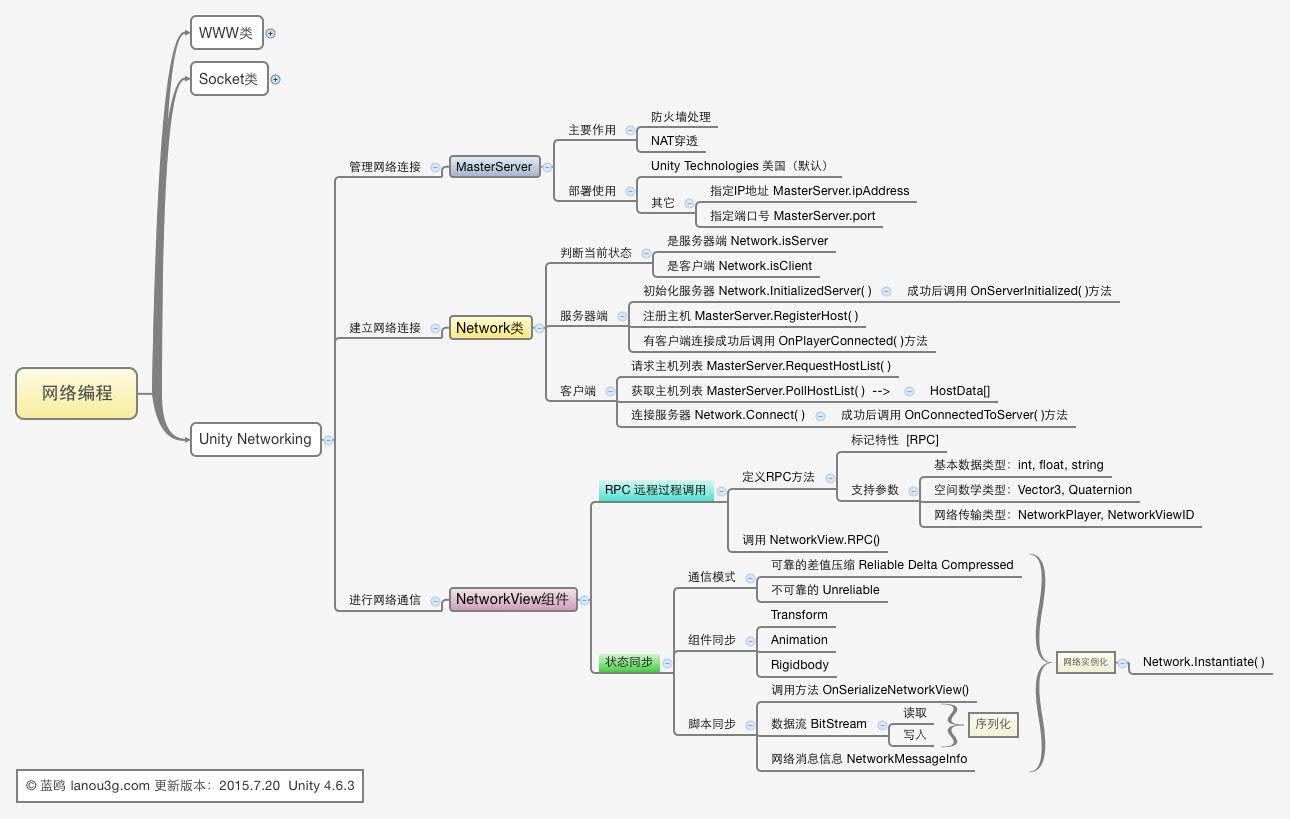 WWW类
Socket类
防火墙处理
主要作用
NAT穿透
管理网络连接
MasterServer
Unity Technologies 美国（默认）
部署使用
指定IP地址 MasterServer.ipAddress
其它
指定端口号 MasterServer.port
是服务器端 Network.isServer
判断当前状态
是客户端 Network.isClient
初始化服务器 Network.InitializedServer( )
成功后调用 OnServerInitialized( )方法
服务器端
注册主机 MasterServer.RegisterHost( )
建立网络连接
Network类
有客户端连接成功后调用 OnPlayerConnected( )方法
请求主机列表 MasterServer.RequestHostList( )
客户端
获取主机列表 MasterServer.PollHostList( ) -->
HostData[]
网络编程
连接服务器 Network.Connect( )
成功后调用 OnConnectedToServer( )方法
Unity Networking
标记特性 [RPC]
基本数据类型：int, float, string
定义RPC方法
RPC 远程过程调用
支持参数
空间数学类型：Vector3, Quaternion
网络传输类型：NetworkPlayer, NetworkViewID
调用 NetworkView.RPC()
可靠的差值压缩 Reliable Delta Compressed
通信模式
不可靠的 Unreliable
进行网络通信
NetworkView组件
Transform
组件同步
Animation
状态同步
Rigidbody
网络实例化
Network.Instantiate( )
调用方法 OnSerializeNetworkView()
读取
脚本同步
数据流 BitStream
序列化
写入
网络消息信息 NetworkMessageInfo
© 蓝鸥 lanou3g.com 更新版本：2015.7.20 Unity 4.6.3